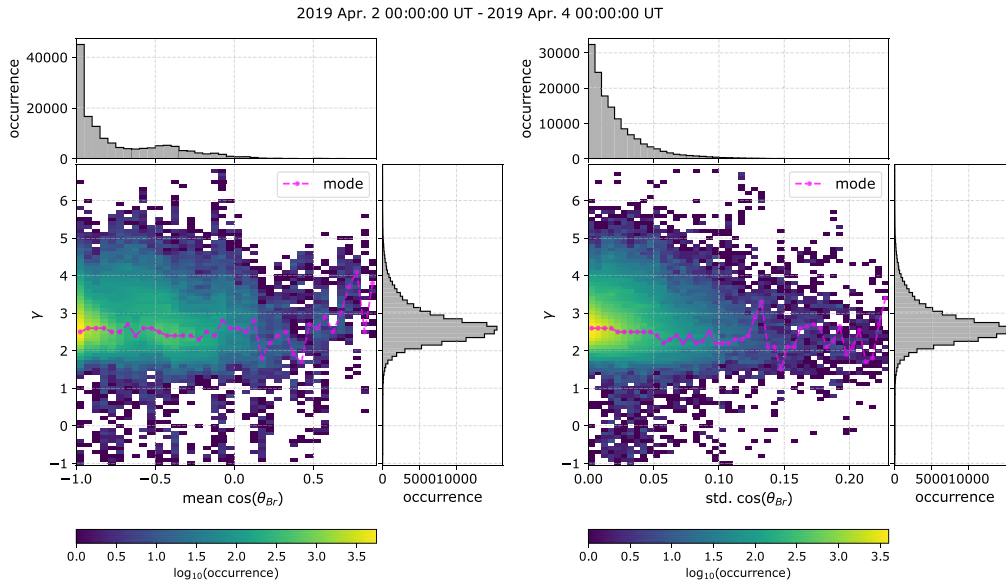 2019 Apr. 2 00:00:00 UT - 2019 Apr. 4 00:00:00 UT
occurrence
40000
20000
0
occurrence
30000
20000
10000
0
mode
γ
6
5
4
3
2
1
0
−1
−1.0 −0.5 0.0 0.5
mean cos(θBr)
0 500010000
occurrence
mode
γ
6
5
4
3
2
1
0
−1
0.00 0.05 0.10 0.15 0.20
std. cos(θBr)
0 500010000
occurrence
0.0 0.5 1.0 1.5 2.0 2.5 3.0 3.5
log10(occurrence)
0.0 0.5 1.0 1.5 2.0 2.5 3.0 3.5
log10(occurrence)